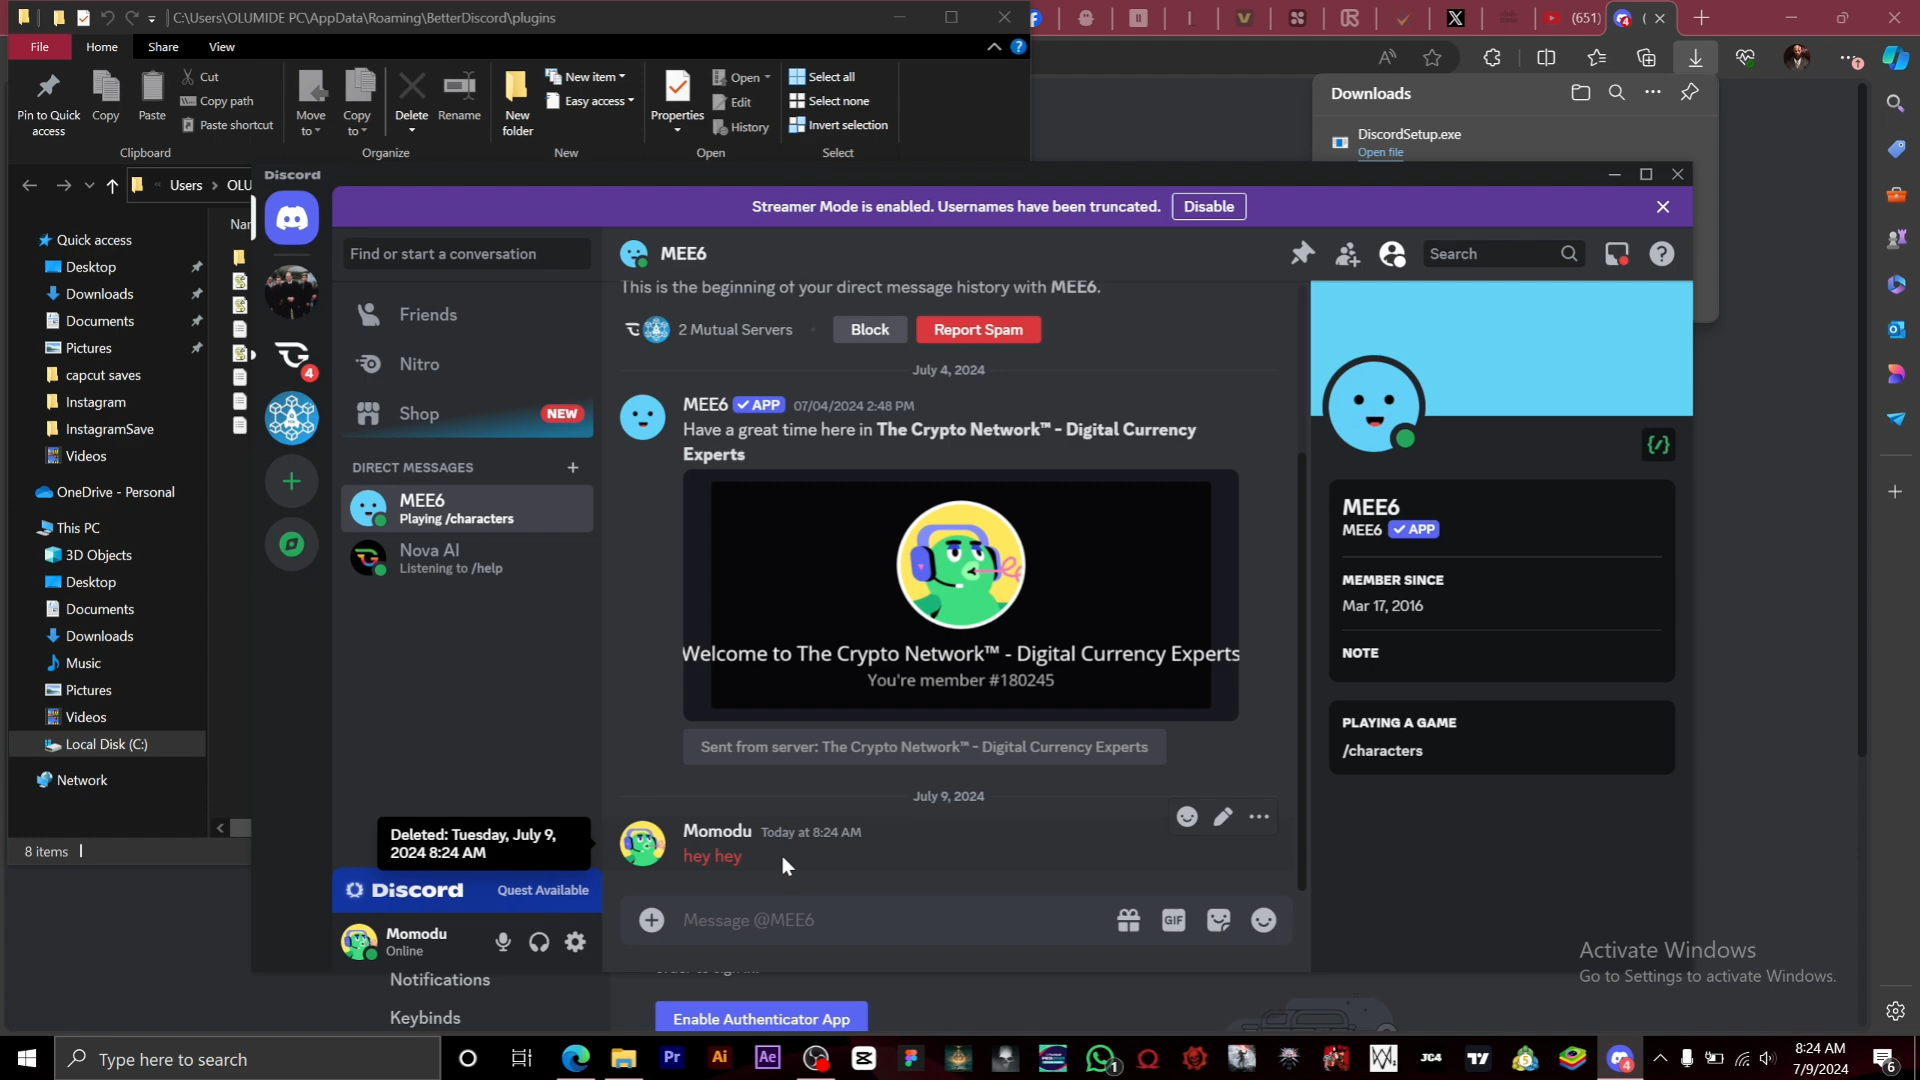 C:\Users\OLUMIDE PC\AppData\Roaming\BetterDiscord\plugins
(651)
File
Home
Share
View
Pin to Quick access
Copy
Paste
Cut
Copy path
Paste shortcut
Clipboard
Move to
Copy to
Delete
Rename
Organize
New folder
New item
Easy access
New
Properties
Open
Edit
History
Open
Select all
Select none
Invert selection
Select
Downloads
DiscordSetup.exe
Open file
Users
OLU
Nar
Quick access
Desktop
Downloads
Documents
Pictures
capcut saves
Instagram
InstagramSave
Videos
OneDrive - Personal
This PC
3D Objects
Desktop
Documents
Downloads
Music
Pictures
Videos
Local Disk (C:)
Network
8 items
Discord
Streamer Mode is enabled. Usernames have been truncated.
Disable
4
Find or start a conversation
Friends
Nitro
Shop
NEW
DIRECT MESSAGES
MEE6
Playing /characters
Nova AI
Listening to /help
Deleted: Tuesday, July 9,
2024 8:24 AM
Discord
Quest Available
Momodu
Online
Notifications
Keybinds
MEE6
Search
This is the beginning of your direct message history with MEE6.
2 Mutual Servers
Block
Report Spam
July 4, 2024
MEE6 APP 07/04/2024 2:48 PM
Have a great time here in The Crypto Network™ - Digital Currency
Experts
Welcome to The Crypto Network™ - Digital Currency Experts
You're member #180245
Sent from server: The Crypto Network™ - Digital Currency Experts
July 9, 2024
Momodu Today at 8:24 AM
hey hey
Message @MEE6
GIF
Enable Authenticator App
MEE6
MEE6 APP
MEMBER SINCE
Mar 17, 2016
NOTE
PLAYING A GAME
/characters
Activate Windows
Go to Settings to activate Windows.
Type here to search
Pr
Ai
Ae
1
JC4
4
8:24 AM
7/9/2024
6